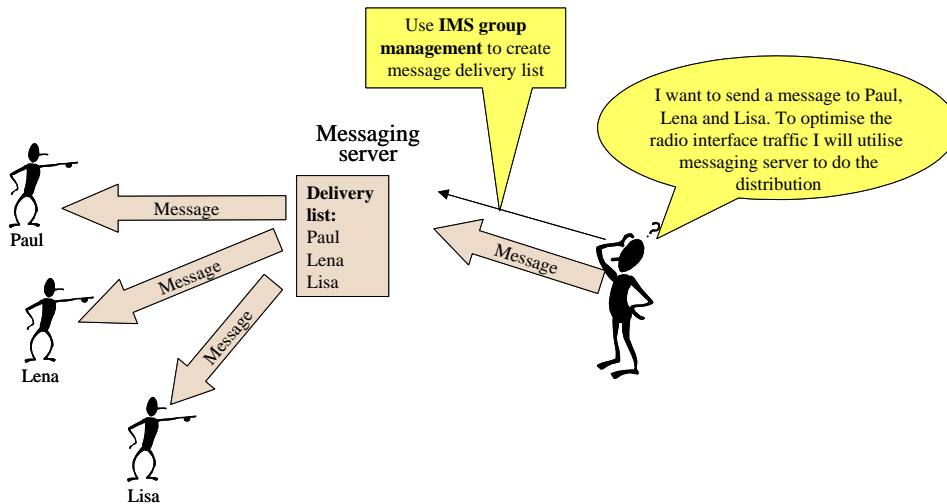 Use IMS group
management to create
message delivery list
I want to send a message to Paul,
Lena and Lisa. To optimise the
radio interface traffic I will utilise
messaging server to do the
distribution
Messaging
server
Delivery
list:
Paul
Lena
Lisa
Message
Paul
Message
Lena
Message
Lisa
Message
?